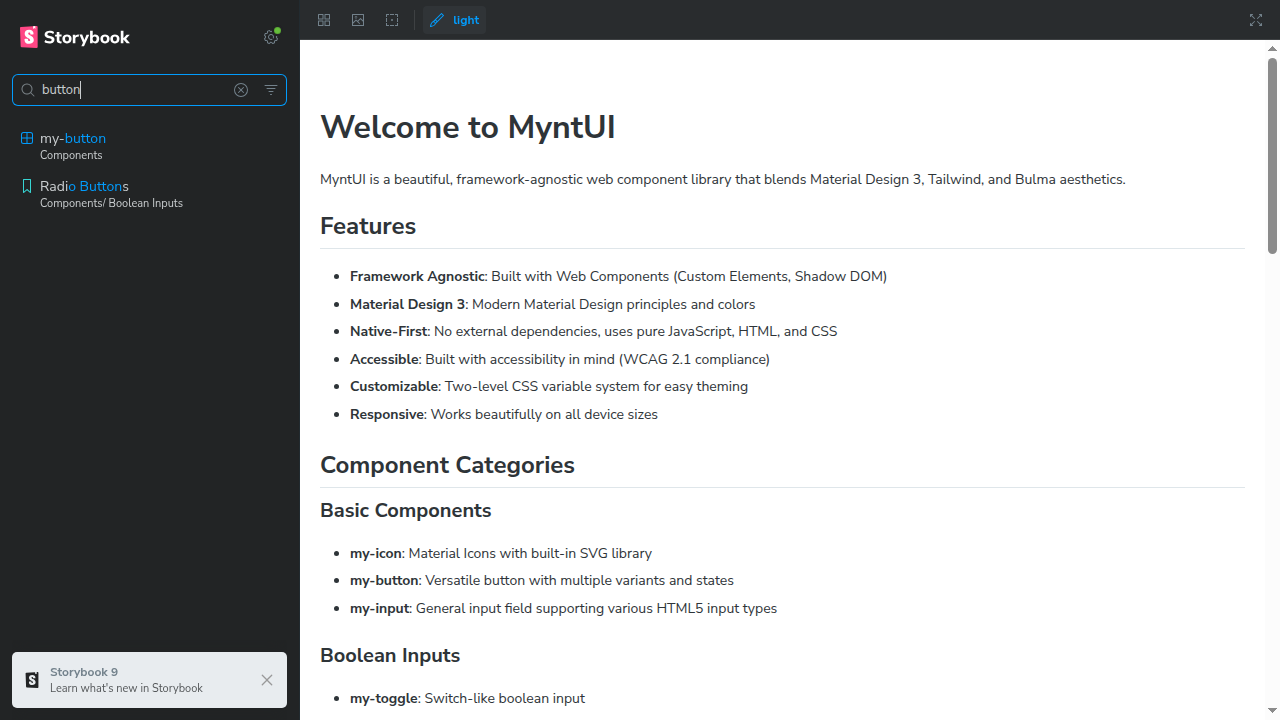 Storybook
light
button
my-button
Components
Radio Buttons
Components/ Boolean Inputs
Welcome to MyntUI
MyntUI is a beautiful, framework-agnostic web component library that blends Material Design 3, Tailwind, and Bulma aesthetics.
Features
Framework Agnostic: Built with Web Components (Custom Elements, Shadow DOM)
Material Design 3: Modern Material Design principles and colors
Native-First: No external dependencies, uses pure JavaScript, HTML, and CSS
Accessible: Built with accessibility in mind (WCAG 2.1 compliance)
Customizable: Two-level CSS variable system for easy theming
Responsive: Works beautifully on all device sizes
Component Categories
Basic Components
my-icon: Material Icons with built-in SVG library
my-button: Versatile button with multiple variants and states
my-input: General input field supporting various HTML5 input types
Boolean Inputs
my-toggle: Switch-like boolean input
Storybook 9
Learn what's new in Storybook